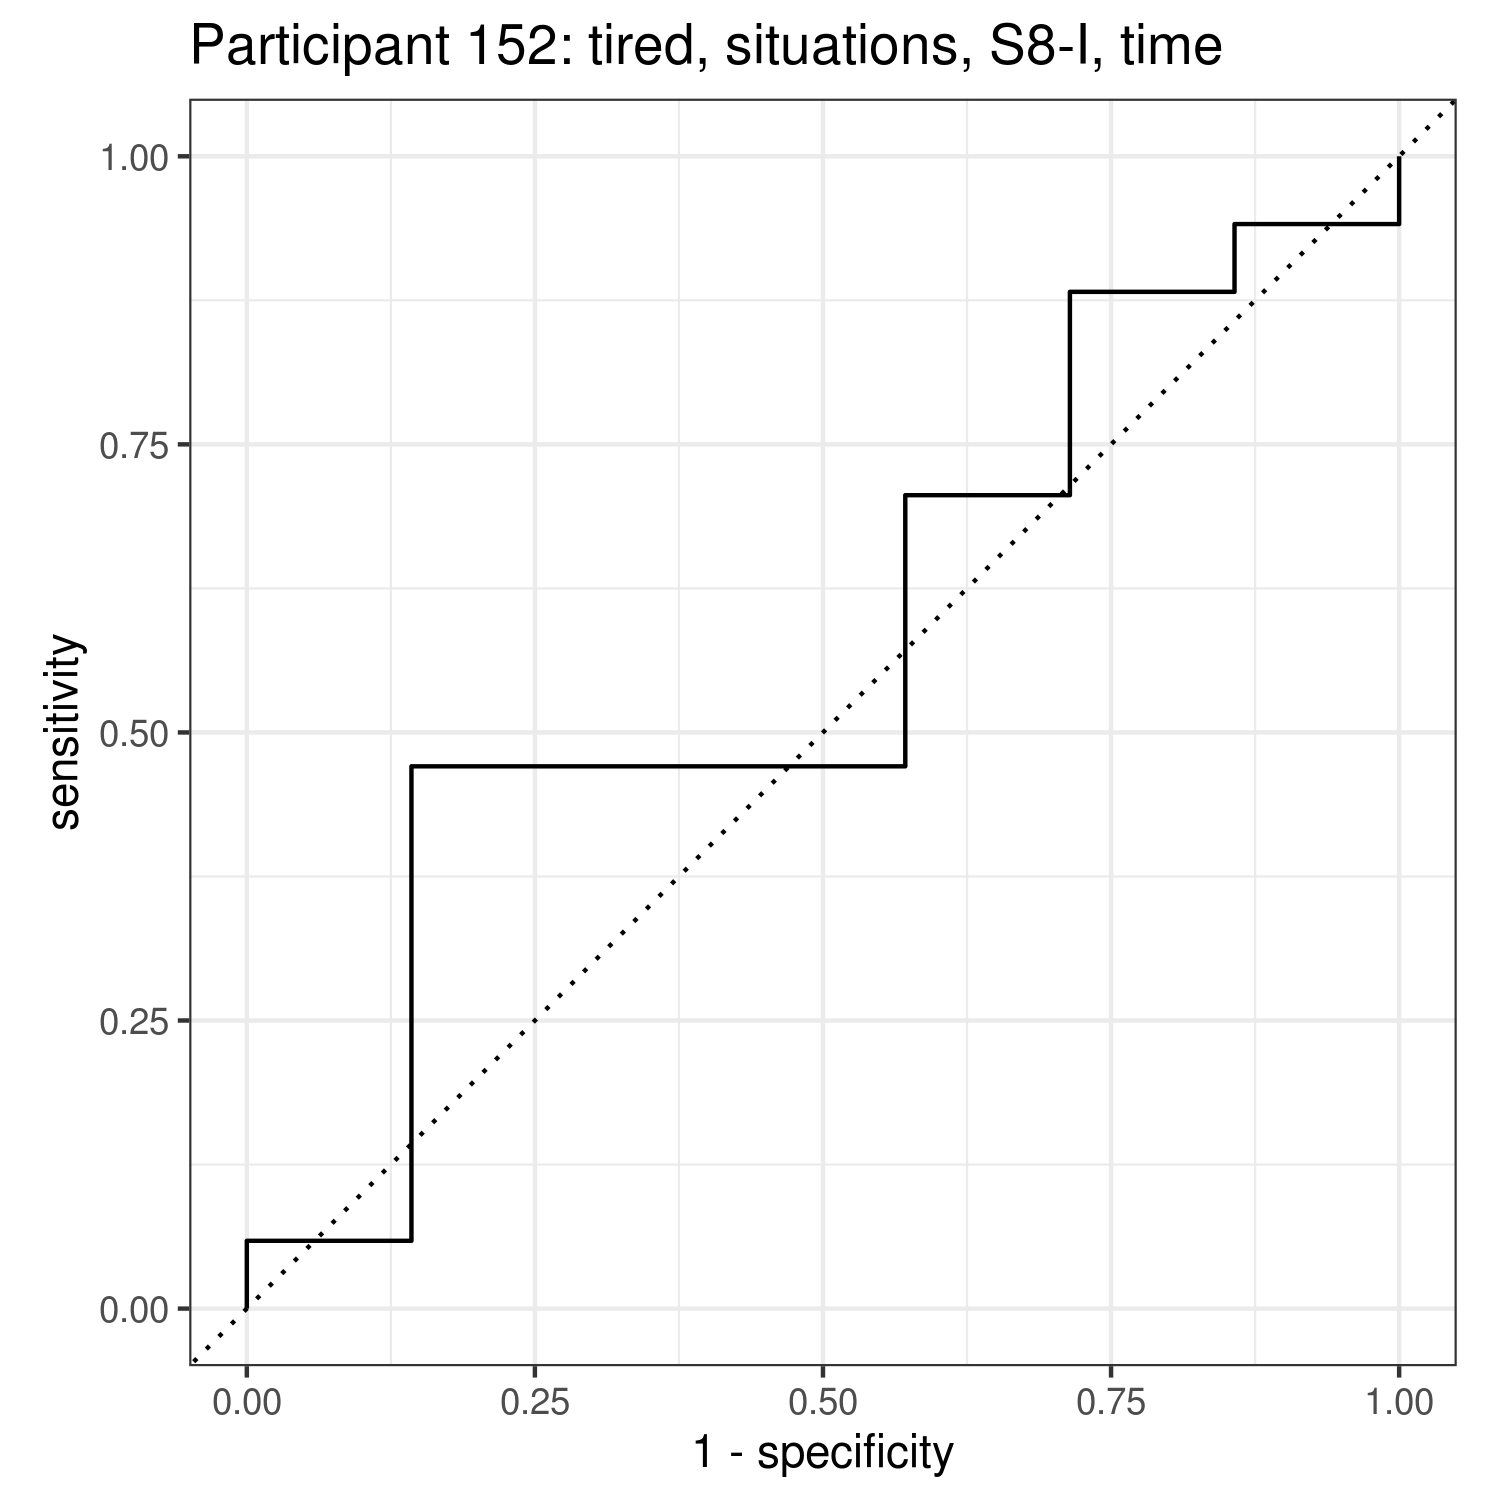 Participant 152: tired, situations, S8-I, time
1.00
0.75
0.50
0.25
0.00
sensitivity
0.00 0.25 0.50 0.75 1.00
1 - specificity